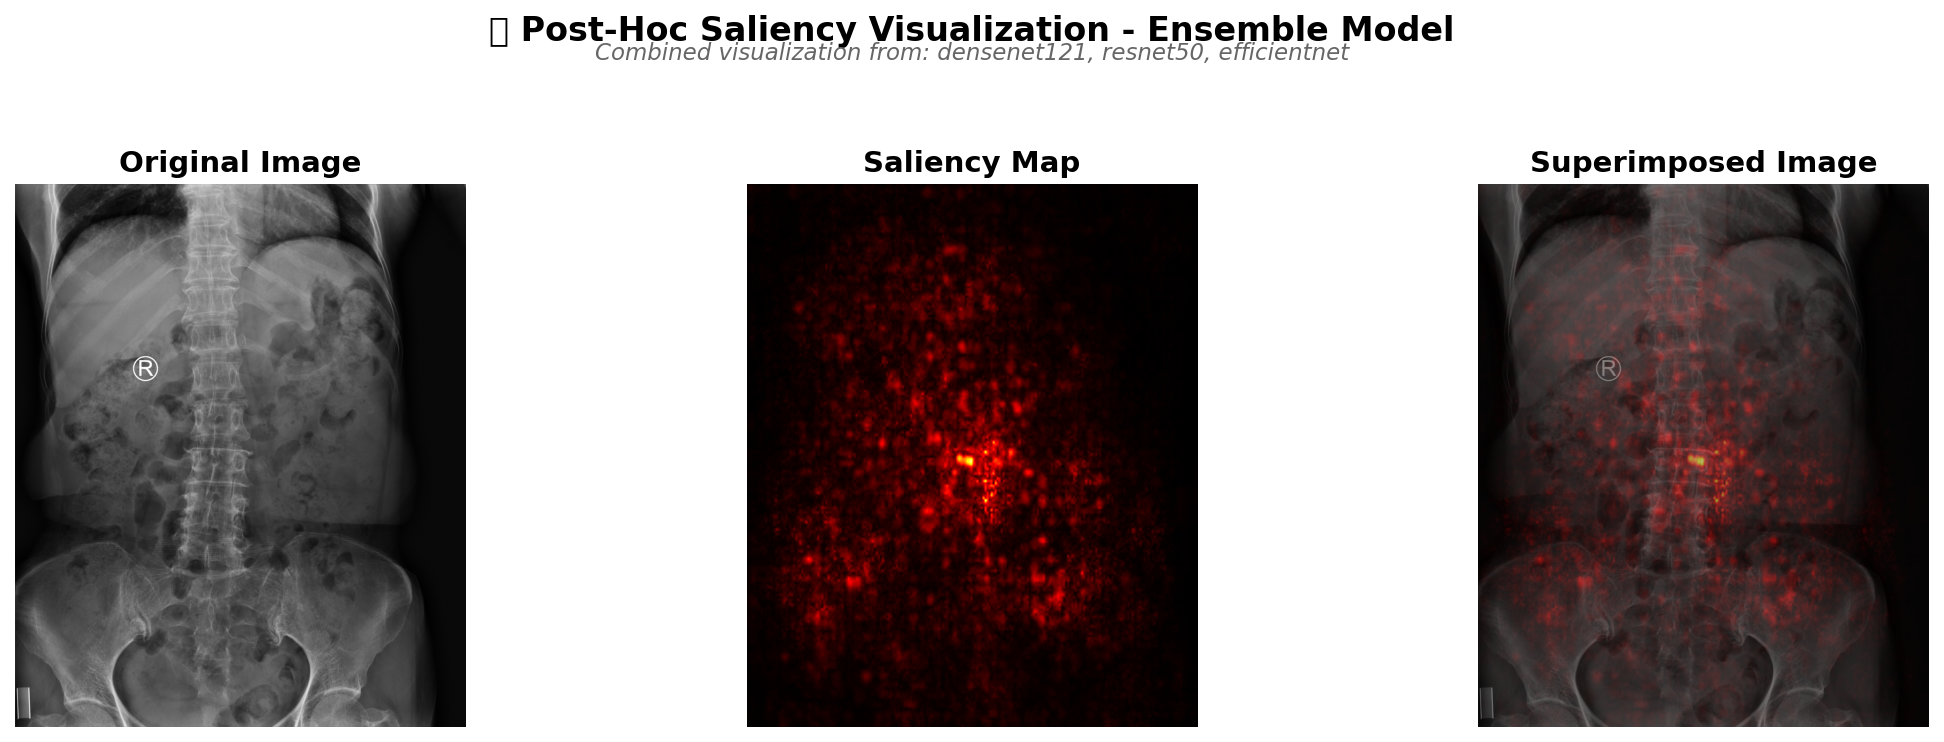 Post-Hoc Saliency Visualization - Ensemble Model
Combined visualization from: densenet121, resnet50, efficientnet
Original Image
Saliency Map
Superimposed Image
R
R